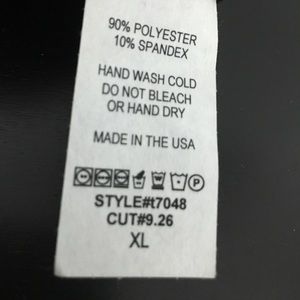 90% POLYESTER
10% SPANDEX
HAND WASH COLD
DO NOT BLEACH
OR HAND DRY
MADE IN THE USA
STYLE#t7048
CUT#9.26
XL